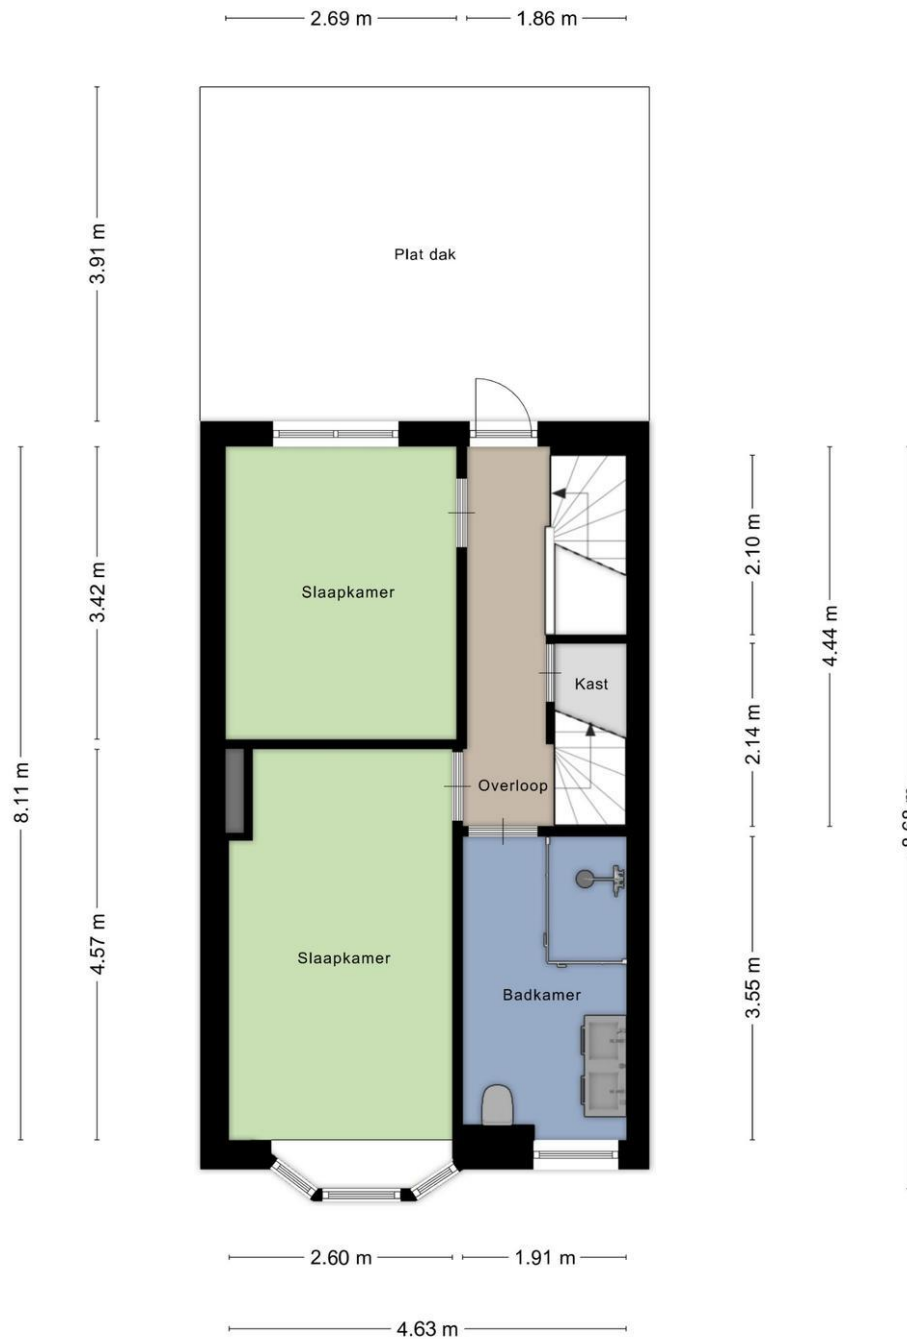 2.69 m
1.86 m
3.91 m
Plat dak
3.42 m
Slaapkamer
2.10 m
4.44 m
Kast
2.14 m
8.11 m
Overloop
4.57 m
Slaapkamer
Badkamer
3.55 m
2.60 m
1.91 m
4.63 m